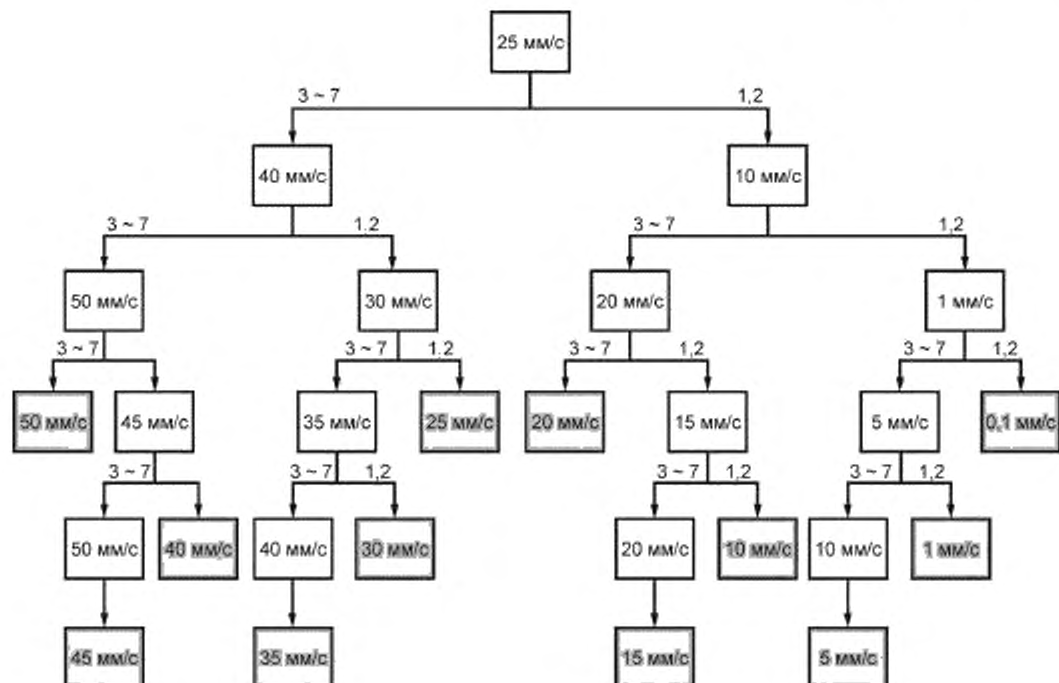 25 мм/с
3 ~ 7 1,2
40 мм/с 10 мм/с
3 ~ 7 1.2 3 ~ 7 1,2
50 мм/с 30 мм/с 20 мм/с 1 мм/с
3 ~ 7 3 ~ 7 1.2 3 ~ 7 1,2 3 ~ 7 1,2
50 мм/с 45 мм/с 35 мм/с 25 мм/с 20 мм/с 15 мм/с 5 мм/с 0,1 мм/с
3 ~ 7 3 ~ 7 1,2 3 ~ 7 1,2 3 ~ 7 1,2
50 мм/с 40 мм/с 40 мм/с 30 мм/с 20 мм/с 10 мм/с 10 мм/с 1 мм/с
45 мм/с 35 мм/с 15 мм/с 5 мм/с